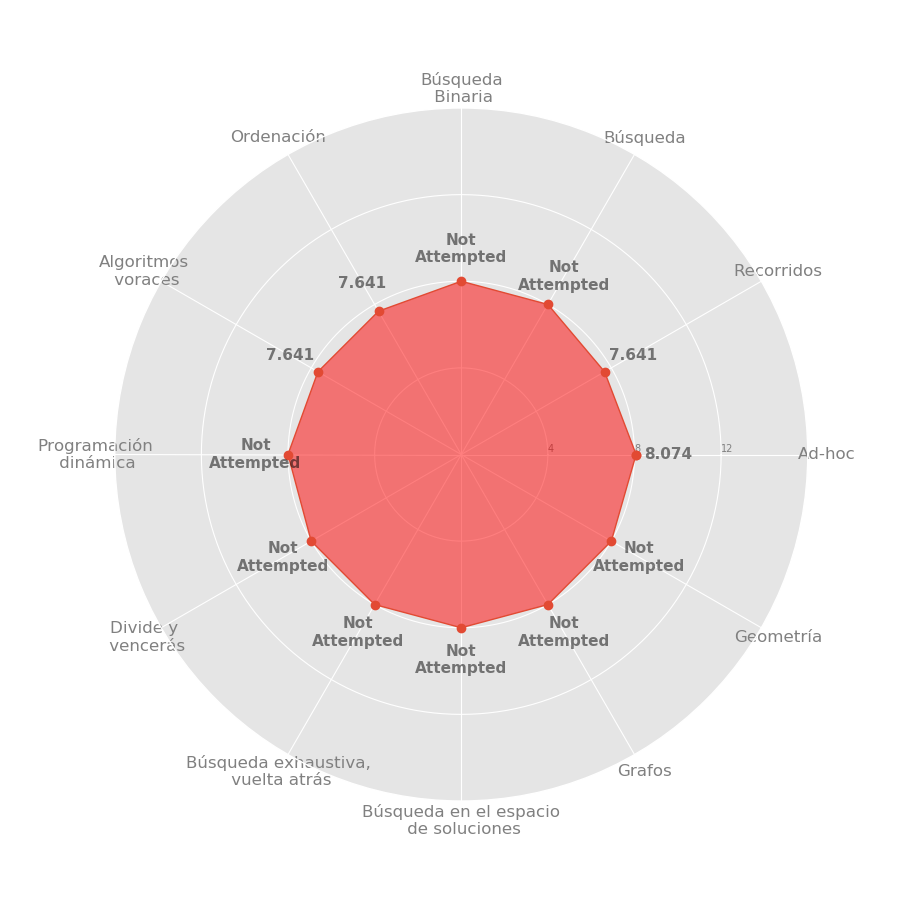 Búsqueda
Binaria
Ordenación
Búsqueda
Not
Attempted
Not
Attempted
Algoritmos
voraces
7.641
Recorridos
7.641
7.641
Programación
dinámica
Not
Attempted
4
8
12
8.074
Ad-hoc
Not
Attempted
Not
Attempted
Divide y
vencerás
Not
Attempted
Not
Attempted
Not
Attempted
Geometría
Búsqueda exhaustiva,
vuelta atrás
Grafos
Búsqueda en el espacio
de soluciones